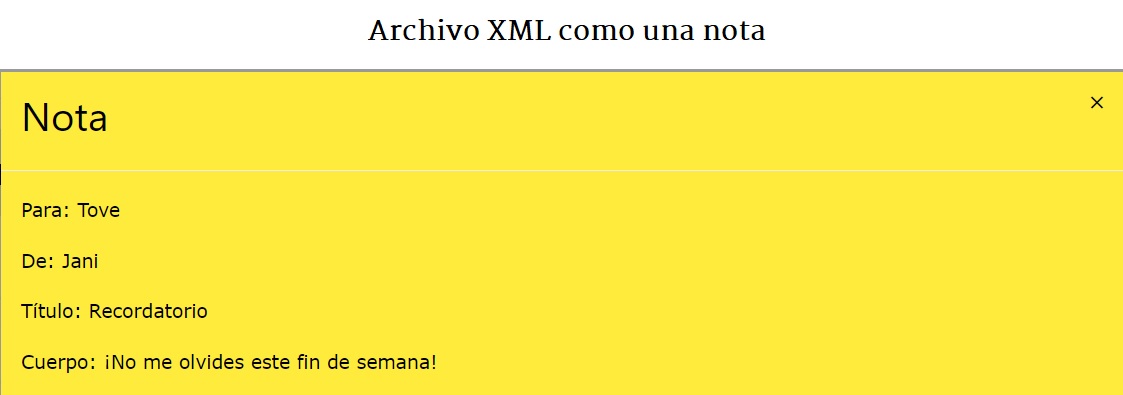 Archivo XML como una nota
Nota
×
Para: Tove
De: Jani
Título: Recordatorio
Cuerpo: ¡No me olvides este fin de semana!